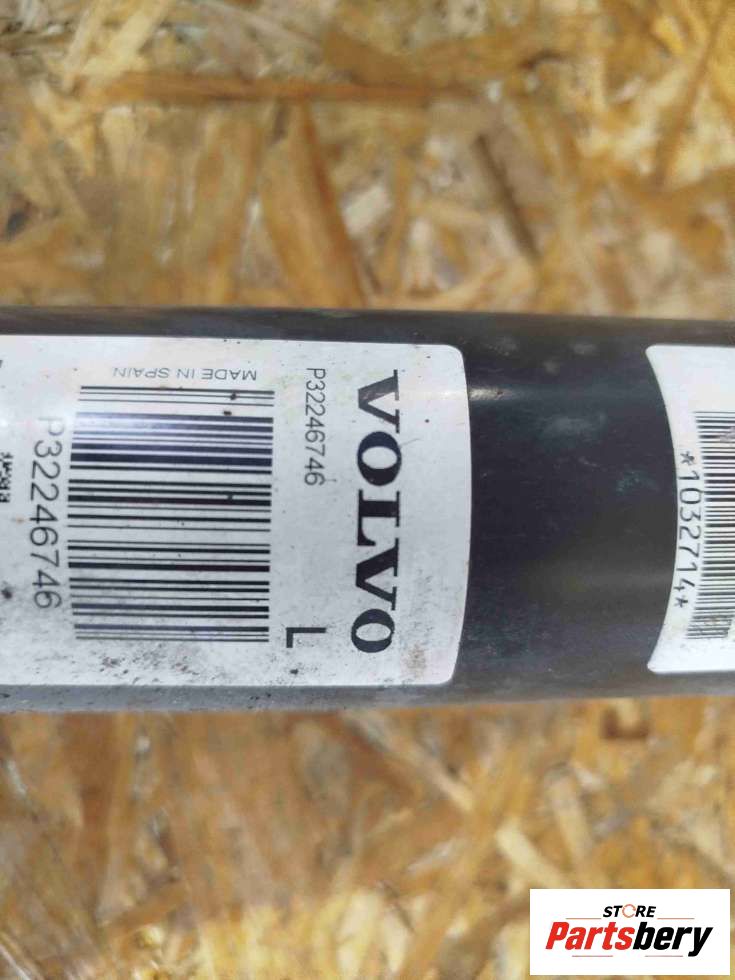 VOLVO
P32246746
L
MADE IN SPAIN
P32246746
*1032714*
STORE
Partsbery